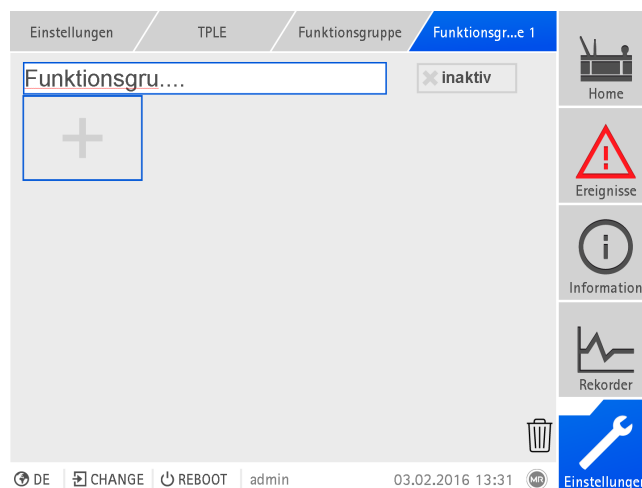 Einstellungen
TPLE
Funktionsgruppe
Funktionsgr...e 1
Funktionsgru....
inaktiv
Home
Ereignisse
Information
Rekorder
Einstellungen
DE
CHANGE
REBOOT
admin
03.02.2016 13:31
MR